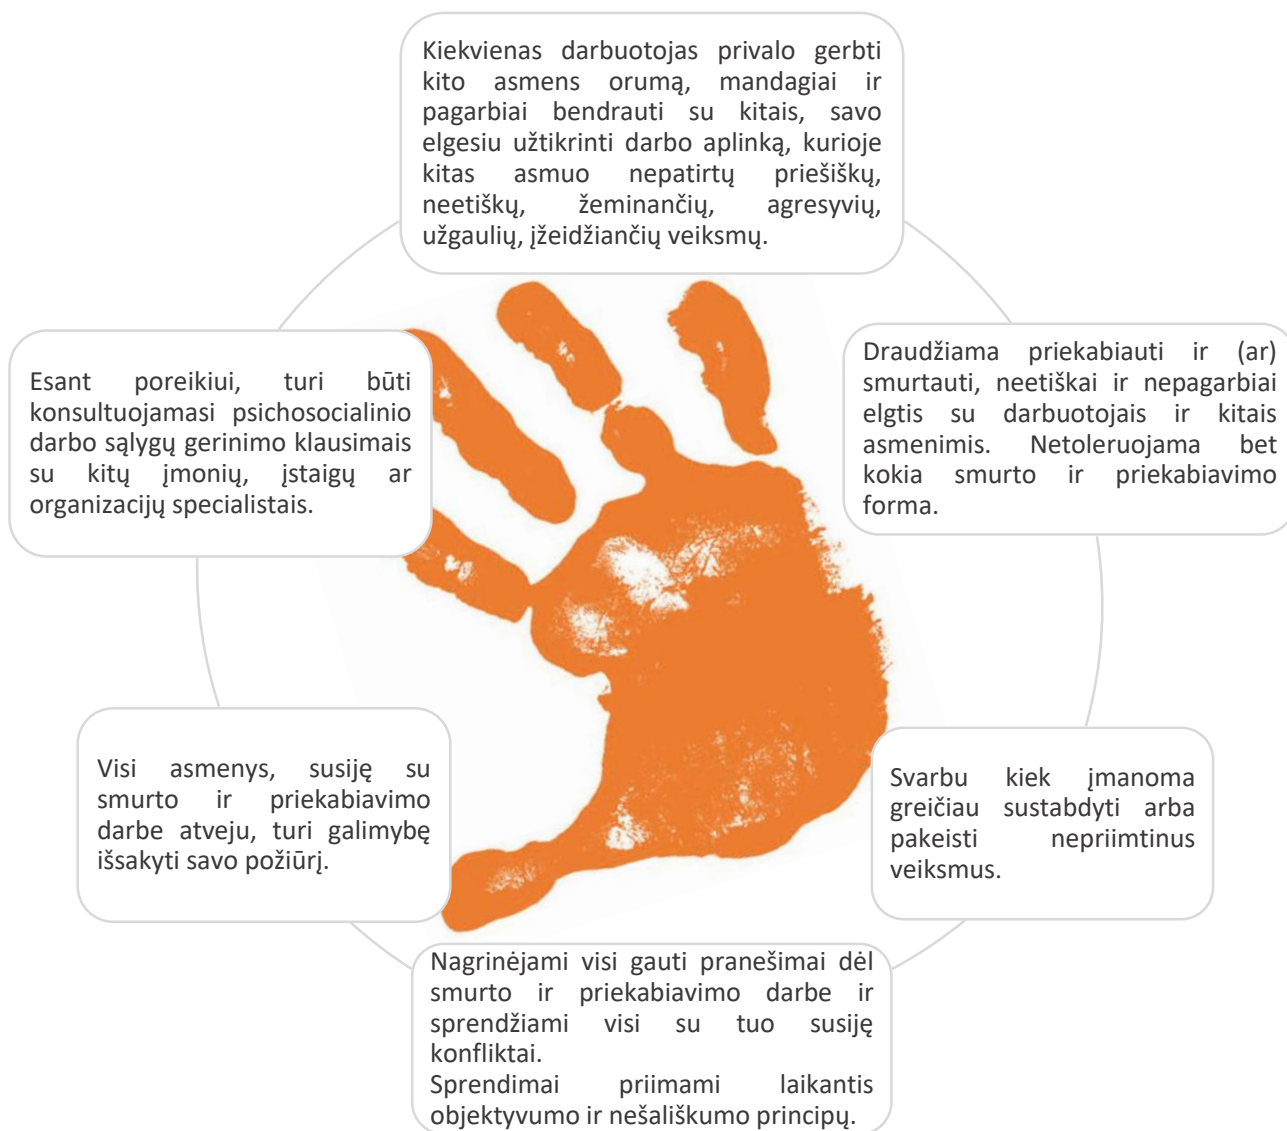 Kiekvienas darbuotojas privalo gerbti
kito asmens orumą, mandagiai ir
pagarbiai bendrauti su kitais, savo
elgesiu užtikrinti darbo aplinką, kurioje
kitas asmuo nepatirtų priešiškų,
neetiškų, žeminančių, agresyvių,
užgaulių, įžeidžiančių veiksmų.
Draudžiama priekabiauti ir (ar)
smurtauti, neetiškai ir nepagarbiai
elgtis su darbuotojais ir kitais
asmenimis. Netoleruojama bet
kokia smurto ir priekabiavimo
forma.
Svarbu kiek įmanoma
greičiau sustabdyti arba
pakeisti nepriimtinus
veiksmus.
Nagrinėjami visi gauti pranešimai dėl
smurto ir priekabiavimo darbe ir
sprendžiami visi su tuo susiję
konfliktai.
Sprendimai priimami laikantis
objektyvumo ir nešališkumo principų.
Visi asmenys, susiję su
smurto ir priekabiavimo
darbe atveju, turi galimybę
išsakyti savo požiūrį.
Esant poreikiui, turi būti
konsultuojamasi psichosocialinio
darbo sąlygų gerinimo klausimais
su kitų įmonių, įstaigų ar
organizacijų specialistais.